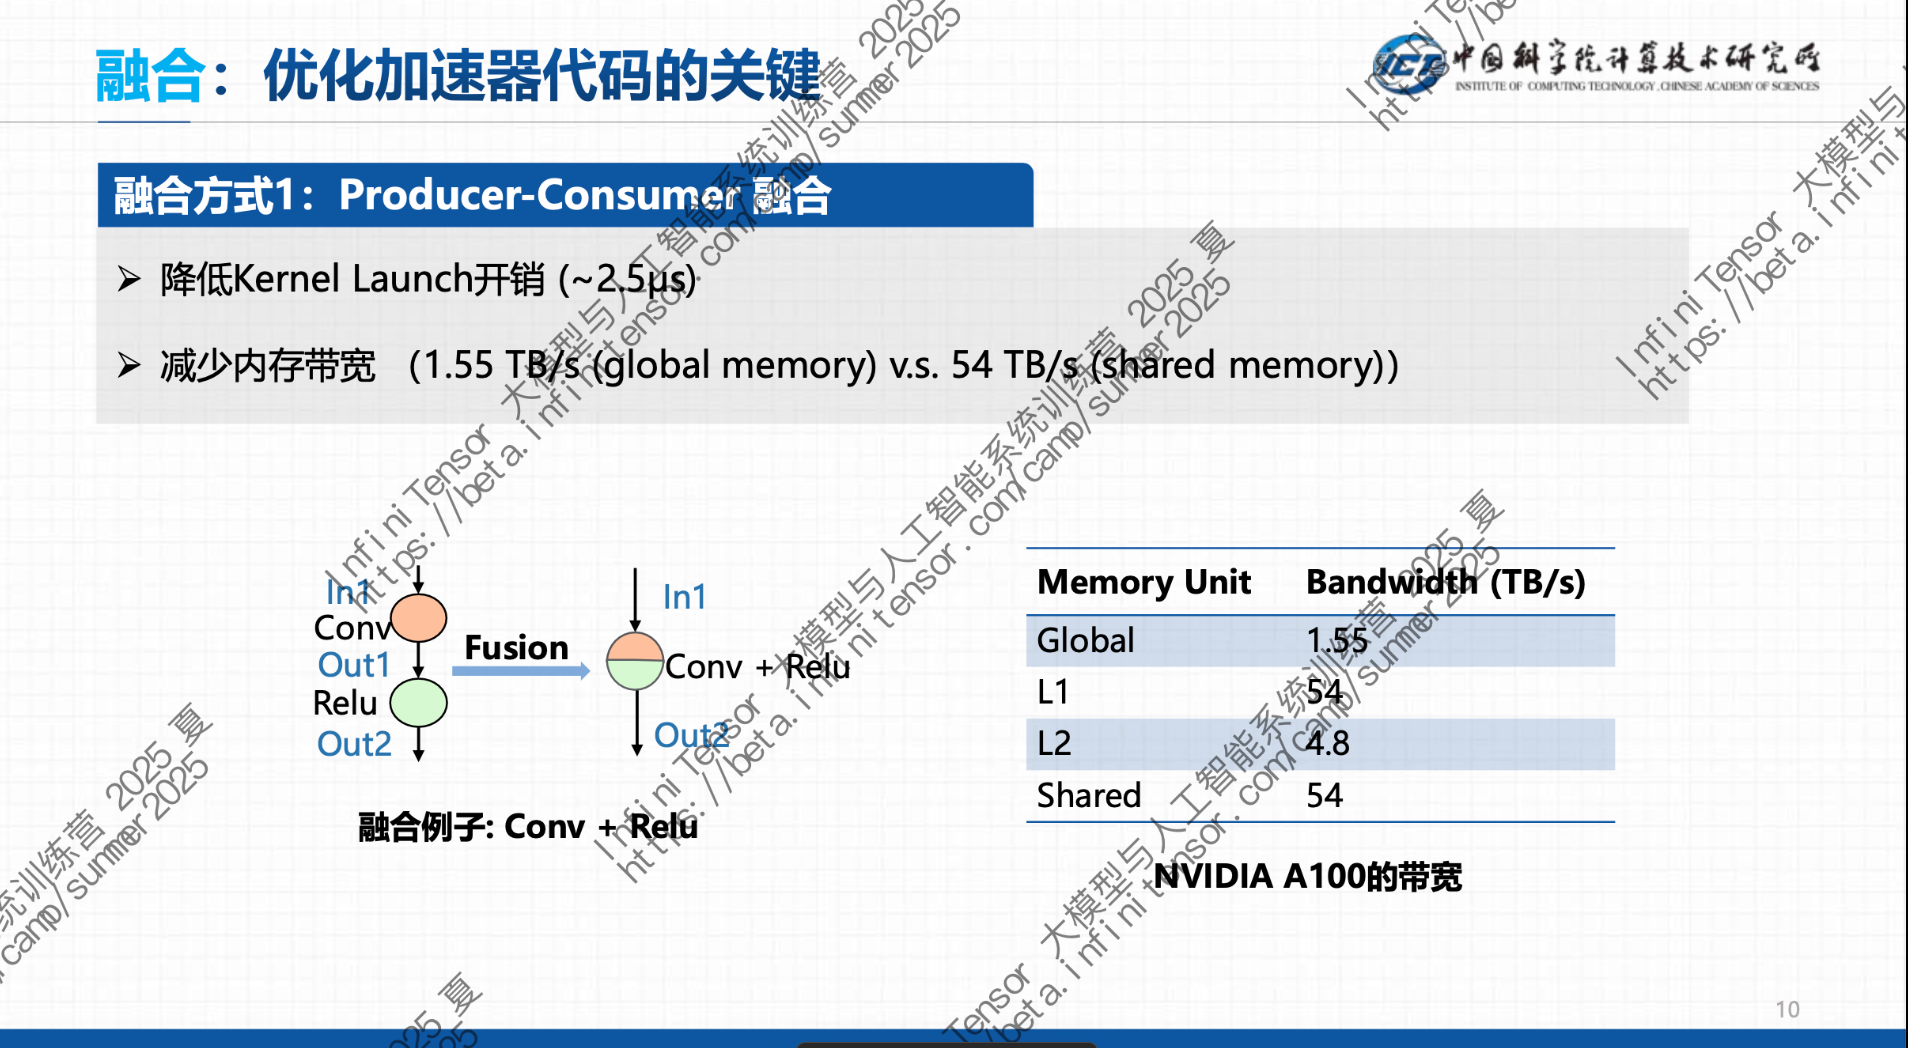 融合：优化加速器代码的关键
中国科学院计算技术研究所
INSTITUTE OF COMPUTING TECHNOLOGY, CHINESE ACADEMY OF SCIENCES
融合方式1：Producer-Consumer 融合
➢ 降低Kernel Launch开销 (~2.5μs)
➢ 减少内存带宽 （1.55 TB/s (global memory) v.s. 54 TB/s (shared memory)）
In1
Conv
Out1
Relu
Out2
Fusion
In1
Conv + Relu
Out2
融合例子: Conv + Relu
Memory Unit Bandwidth (TB/s)
Global 1.55
L1 54
L2 4.8
Shared 54
NVIDIA A100的带宽
10
InfiniTensor 大模型与人工智能系统训练营 2025 夏
https://beta.infinitensor.com/camp/summer2025